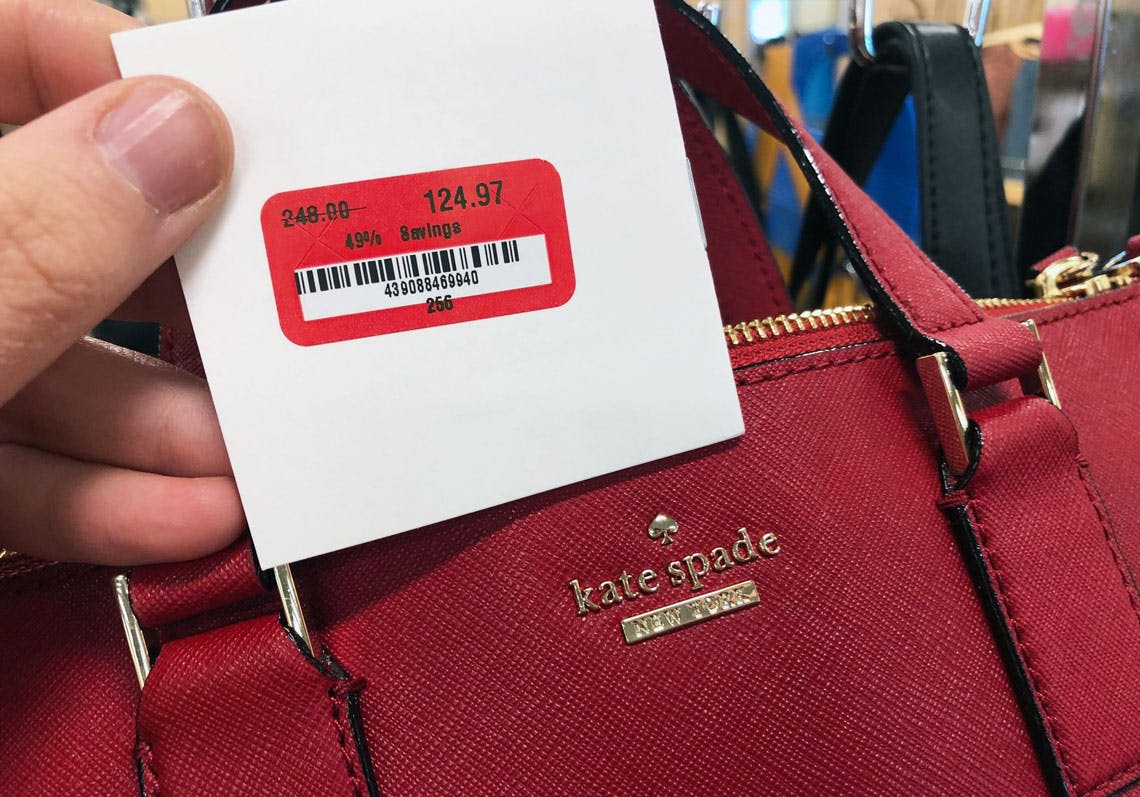 248.00 124.97
49% Savings
439088469940
256
kate spade
NEW YORK